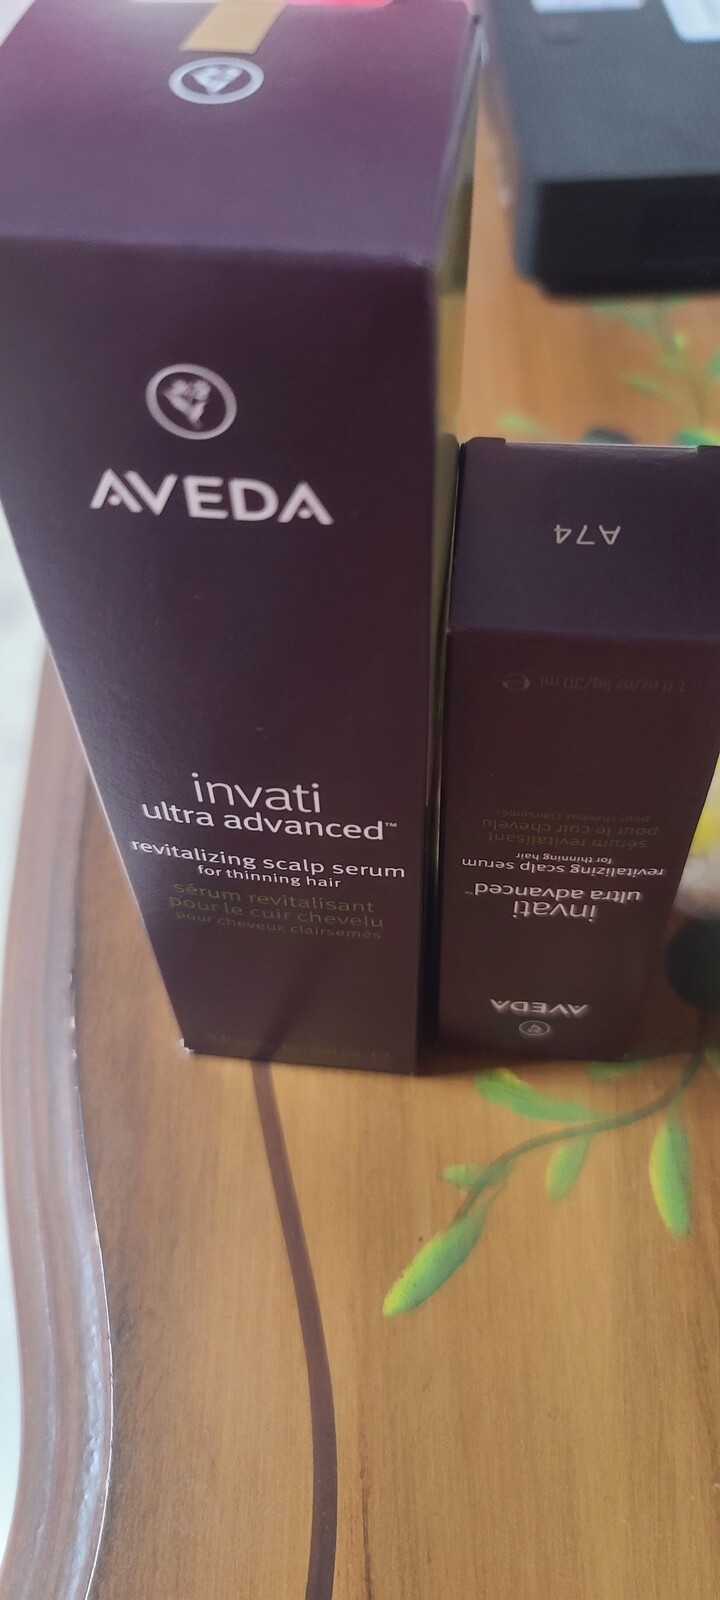 AVEDA
invati
ultra advanced™
revitalizing scalp serum
for thinning hair
sérum revitalisant
pour le cuir chevelu
pour cheveux clairsemés
A74
1 fl oz/oz liq/30 ml e
pour cheveux clairsemés
pour le cuir chevelu
sérum revitalisant
for thinning hair
revitalizing scalp serum
ultra advanced™
invati
AVEDA